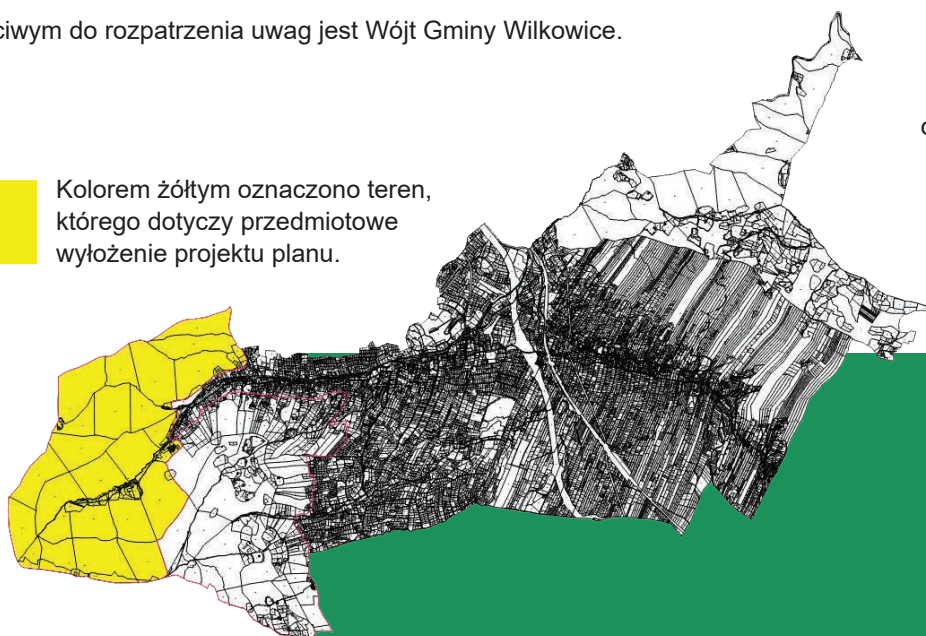 ciwym do rozpatrzenia uwag jest Wójt Gminy Wilkowice.
Kolorem żółtym oznaczono teren,
którego dotyczy przedmiotowe
wyłożenie projektu planu.